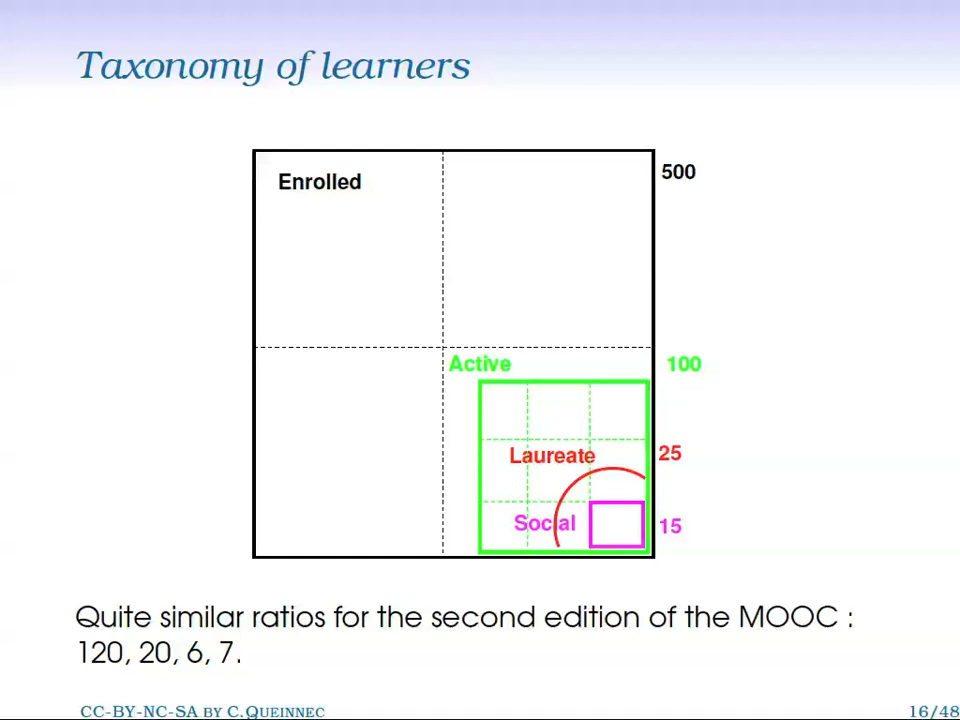 Taxonomy of learners
Enrolled
500
Active
100
Laureate
25
Social
15
Quite similar ratios for the second edition of the MOOC :
120, 20, 6, 7.
CC-BY-NC-SA BY C.QUEINNEC
16/48